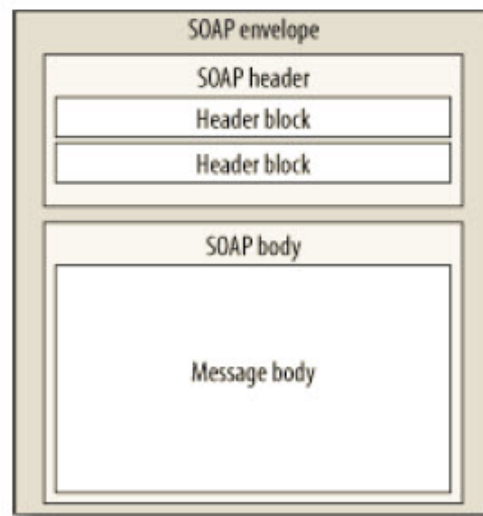 SOAP envelope
SOAP header
Header block
Header block
SOAP body
Message body